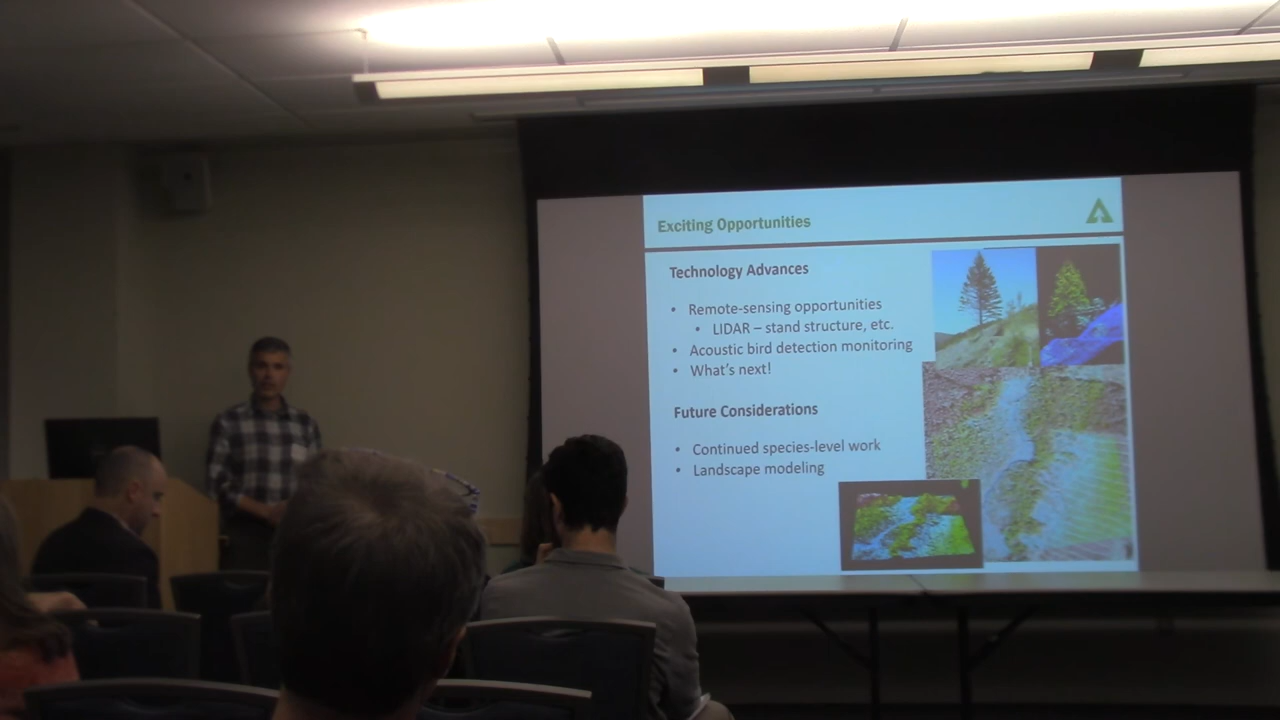 Exciting Opportunities
Technology Advances
• Remote-sensing opportunities
• LIDAR – stand structure, etc.
• Acoustic bird detection monitoring
• What's next!
Future Considerations
• Continued species-level work
• Landscape modeling